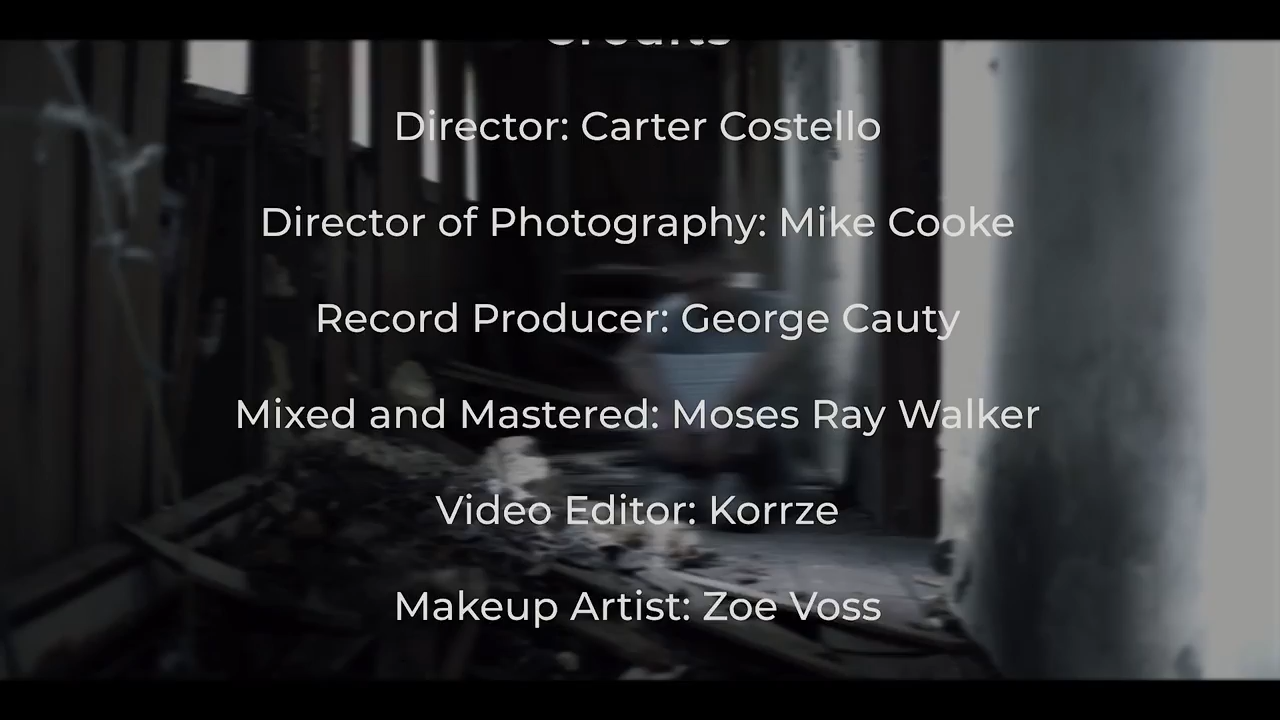 Credits
Director: Carter Costello
Director of Photography: Mike Cooke
Record Producer: George Cauty
Mixed and Mastered: Moses Ray Walker
Video Editor: Korrze
Makeup Artist: Zoe Voss